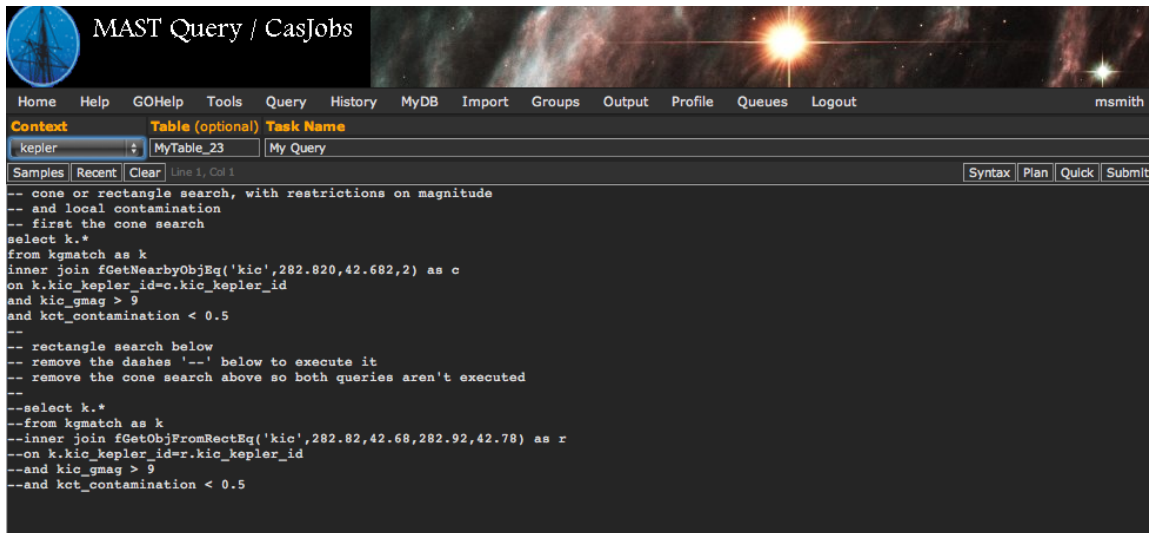 MAST Query / CasJobs
Home Help GOHelp Tools Query History MyDB Import Groups Output Profile Queues Logout msmith
Context Table (optional) Task Name
kepler MyTable_23 My Query
Samples Recent Clear Line 1, Col 1 Syntax Plan Quick Submit
-- cone or rectangle search, with restrictions on magnitude
-- and local contamination
-- first the cone search
select k.*
from kgmatch as k
inner join fGetNearbyObjEq('kic',282.820,42.682,2) as c
on k.kic_kepler_id=c.kic_kepler_id
and kic_gmag > 9
and kct_contamination < 0.5
--
-- rectangle search below
-- remove the dashes '--' below to execute it
-- remove the cone search above so both queries aren't executed
--
--select k.*
--from kgmatch as k
--inner join fGetObjFromRectEq('kic',282.82,42.68,282.92,42.78) as r
--on k.kic_kepler_id=r.kic_kepler_id
--and kic_gmag > 9
--and kct_contamination < 0.5